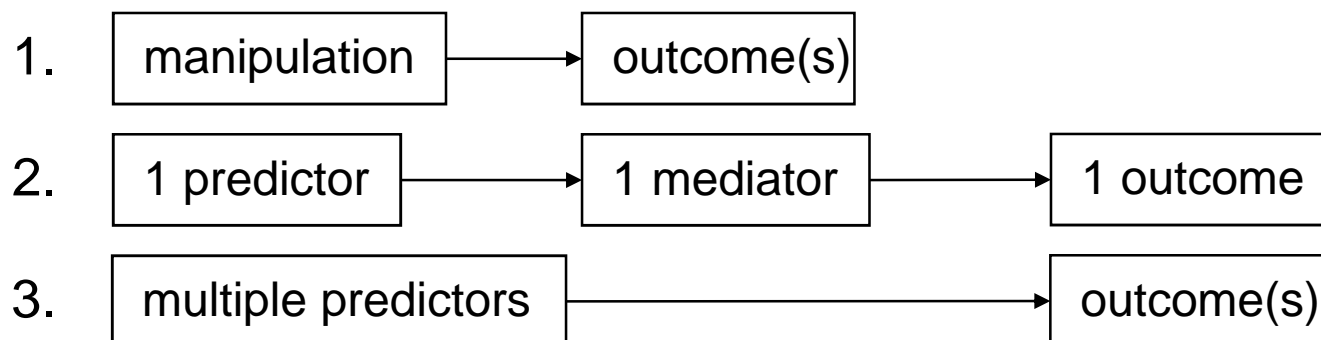 1. manipulation outcome(s)
2. 1 predictor 1 mediator 1 outcome
3. multiple predictors outcome(s)